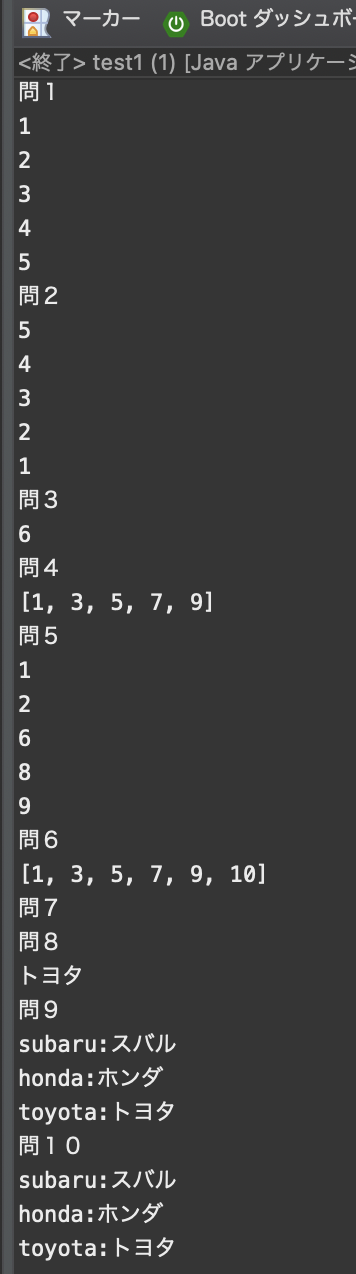 マーカー Boot ダッシュボー
<終了> test1 (1) [Java アプリケーシ
問１
1
2
3
4
5
問２
5
4
3
2
1
問３
6
問４
[1, 3, 5, 7, 9]
問５
1
2
6
8
9
問６
[1, 3, 5, 7, 9, 10]
問７
問８
トヨタ
問９
subaru:スバル
honda:ホンダ
toyota:トヨタ
問１０
subaru:スバル
honda:ホンダ
toyota:トヨタ